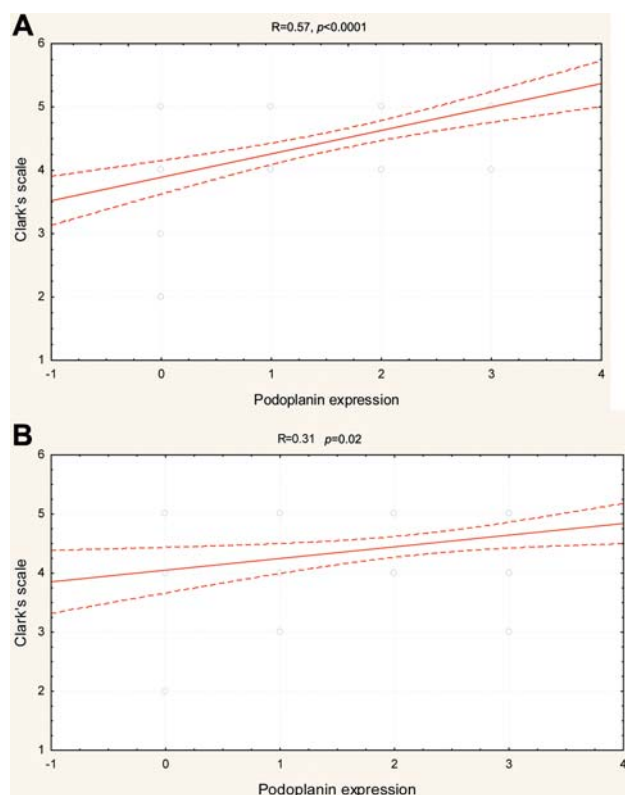 A
R=0.57, p<0.0001
6
5
4
3
2
1
Clark's scale
-1 0 1 2 3 4
Podoplanin expression
B
R=0.31 p=0.02
6
5
4
3
2
1
Clark's scale
-1 0 1 2 3 4
Podoplanin expression